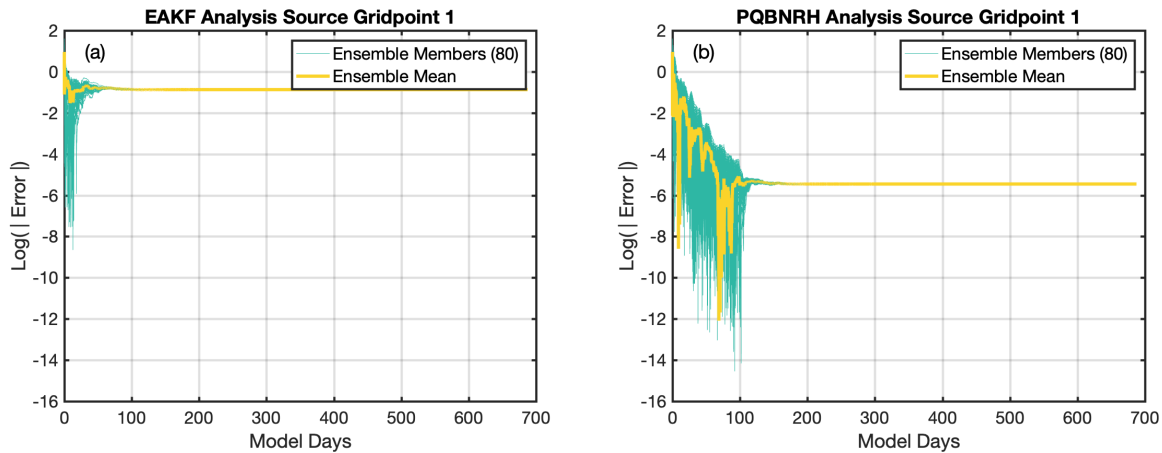 EAKF Analysis Source Gridpoint 1
(a)
Ensemble Members (80)
Ensemble Mean
2
0
-2
-4
-6
-8
-10
-12
-14
-16
Log( | Error |)
0 100 200 300 400 500 600 700
Model Days
PQBNRH Analysis Source Gridpoint 1
(b)
Ensemble Members (80)
Ensemble Mean
2
0
-2
-4
-6
-8
-10
-12
-14
-16
Log( | Error |)
0 100 200 300 400 500 600 700
Model Days